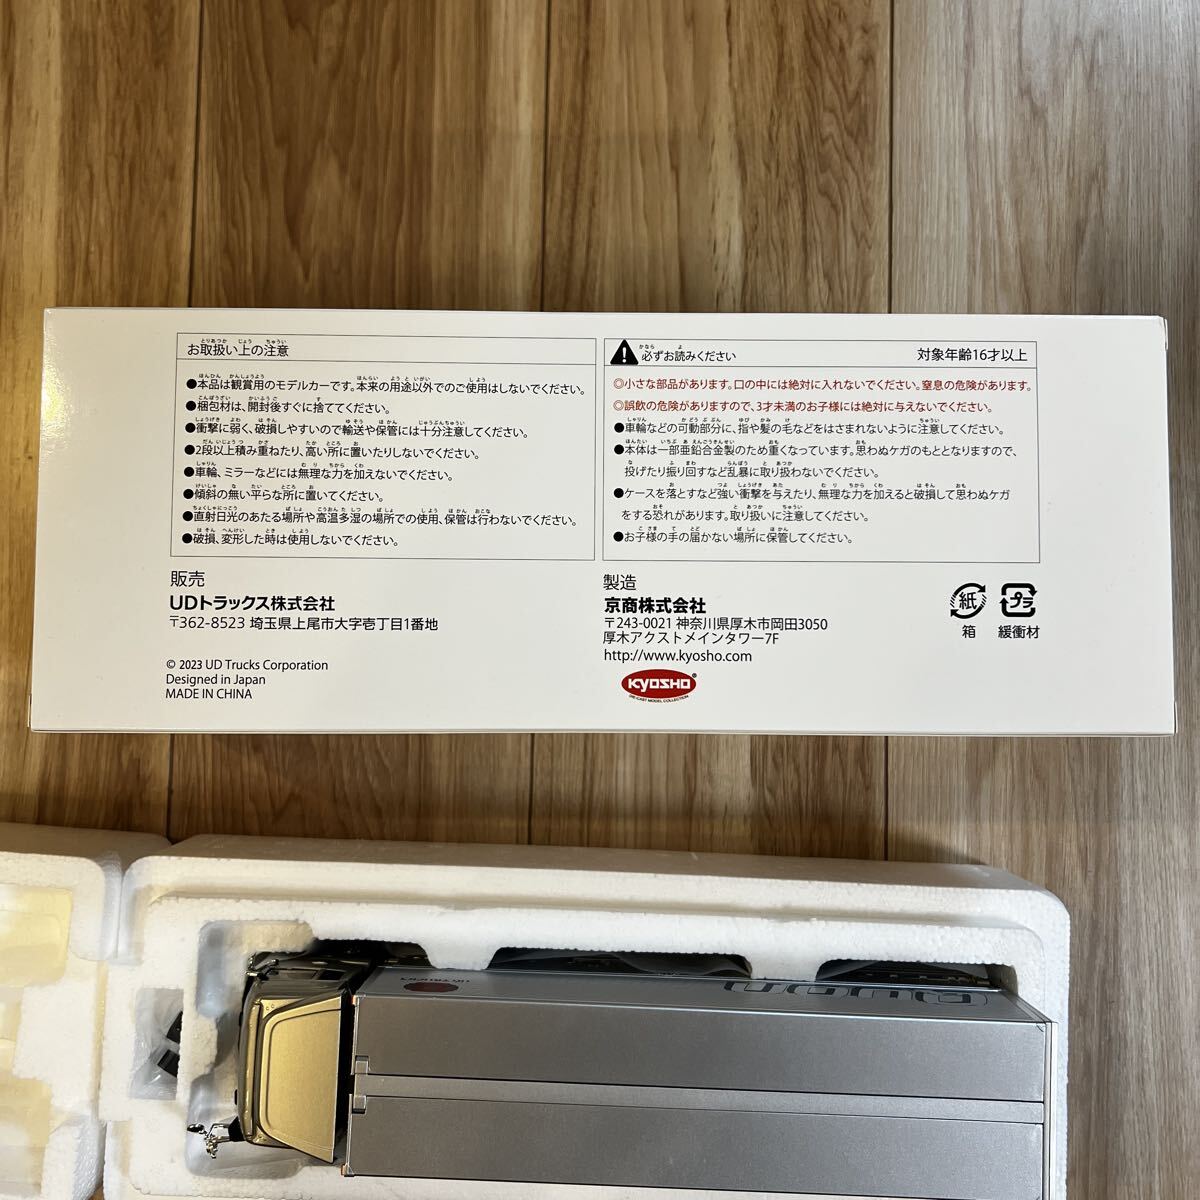 お取扱い上の注意
●本品は観賞用のモデルカーです。本来の用途以外でのご使用はしないでください。
●梱包材は、開封後すぐに捨ててください。
●衝撃に弱く、破損しやすいので輸送や保管には十分注意してください。
●2段以上積み重ねたり、高い所に置いたりしないでください。
●車輪、ミラーなどには無理な力を加えないでください。
●傾斜の無い平らな所に置いてください。
●直射日光のあたる場所や高温多湿の場所での使用、保管は行わないでください。
●破損、変形した時は使用しないでください。
必ずお読みください 対象年齢16才以上
◎小さな部品があります。口の中には絶対に入れないでください。窒息の危険があります。
◎誤飲の危険がありますので、3才未満のお子様には絶対に与えないでください。
●車輪などの可動部分に、指や髪の毛などをはさまれないように注意してください。
●本体は一部亜鉛合金製のため重くなっています。思わぬケガのもととなりますので、
投げたり振り回すなど乱暴に取り扱わないでください。
●ケースを落とすなど強い衝撃を与えたり、無理な力を加えると破損して思わぬケガ
をする恐れがあります。取り扱いに注意してください。
●お子様の手の届かない場所に保管してください。
販売
UDトラックス株式会社
〒362-8523 埼玉県上尾市大字壱丁目1番地
© 2023 UD Trucks Corporation
Designed in Japan
MADE IN CHINA
製造
京商株式会社
〒243-0021 神奈川県厚木市岡田3050
厚木アクストメインタワー7F
http://www.kyosho.com
KYOSHO
DIE-CAST MODEL COLLECTION
紙
箱
プラ
緩衝材
UD TRUCKS
Quon